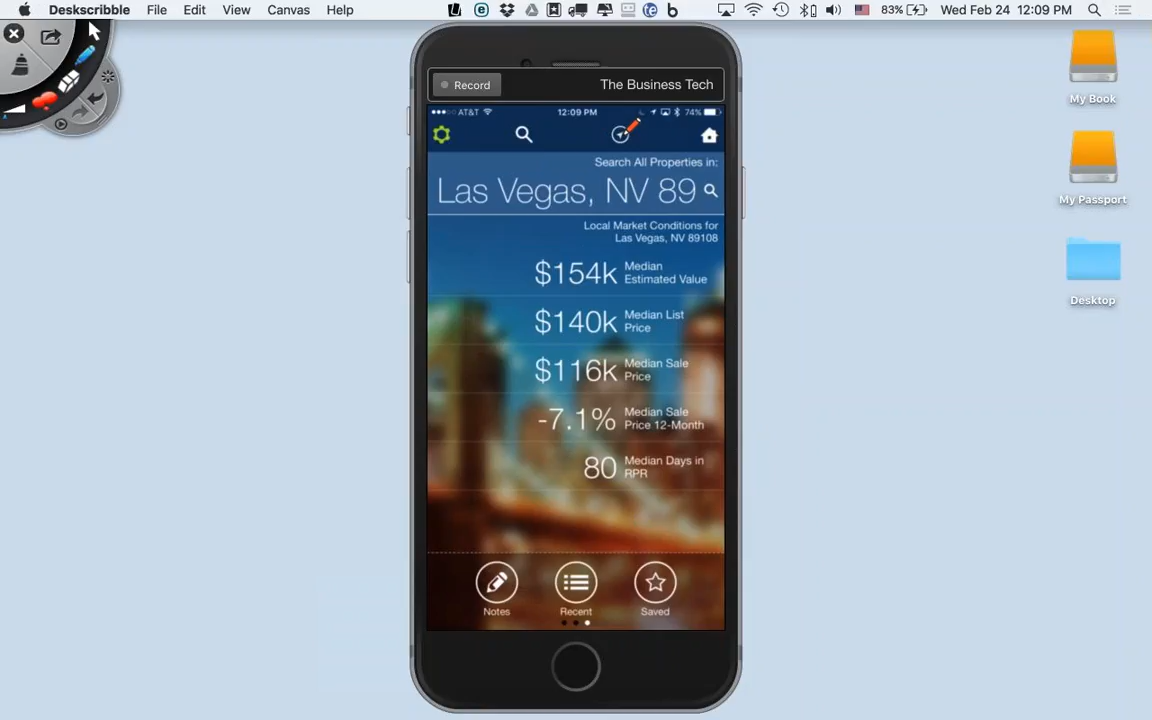 Deskscribble File Edit View Canvas Help 83% Wed Feb 24 12:09 PM
Record The Business Tech
AT&T 12:09 PM 74%
Search All Properties in:
Las Vegas, NV 89
Local Market Conditions for
Las Vegas, NV 89108
$154k Median
Estimated Value
$140k Median List
Price
$116k Median Sale
Price
-7.1% Median Sale
Price 12-Month
80 Median Days in
RPR
Notes Recent Saved
My Book
My Passport
Desktop